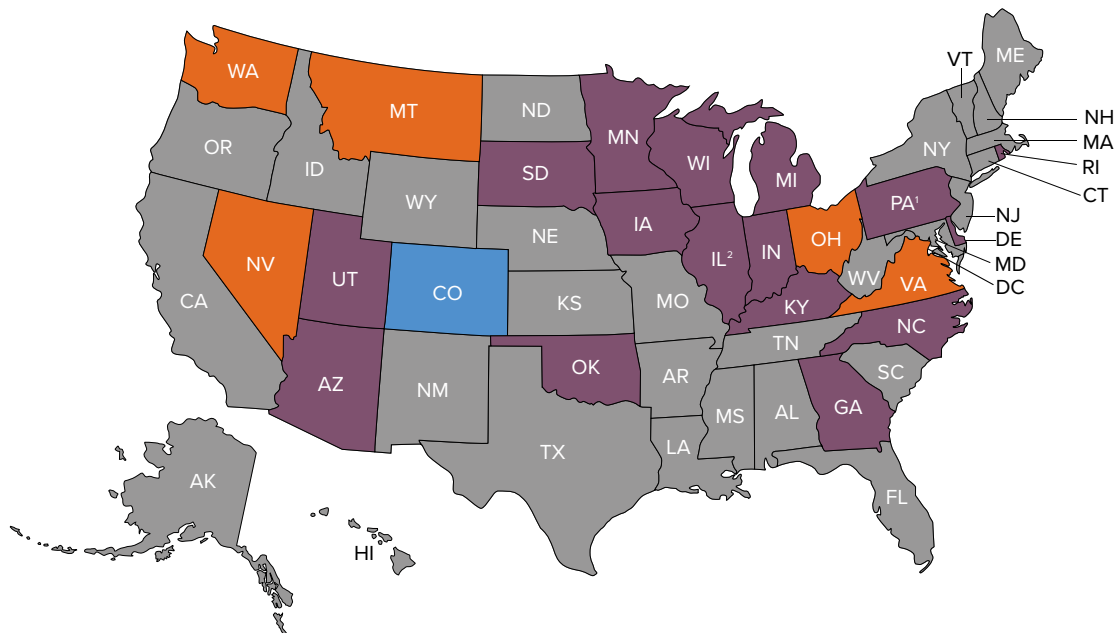 ME
VT
WA
MT
ND
NH
MN
MA
OR
NY
ID
WI
RI
SD
MI
CT
WY
PA¹
IA
NJ
NE
OH
DE
NV
IL²
IN
MD
UT
WV
DC
CO
VA
CA
KS
MO
KY
NC
TN
OK
SC
AZ
AR
NM
GA
MS
AL
LA
TX
AK
FL
HI